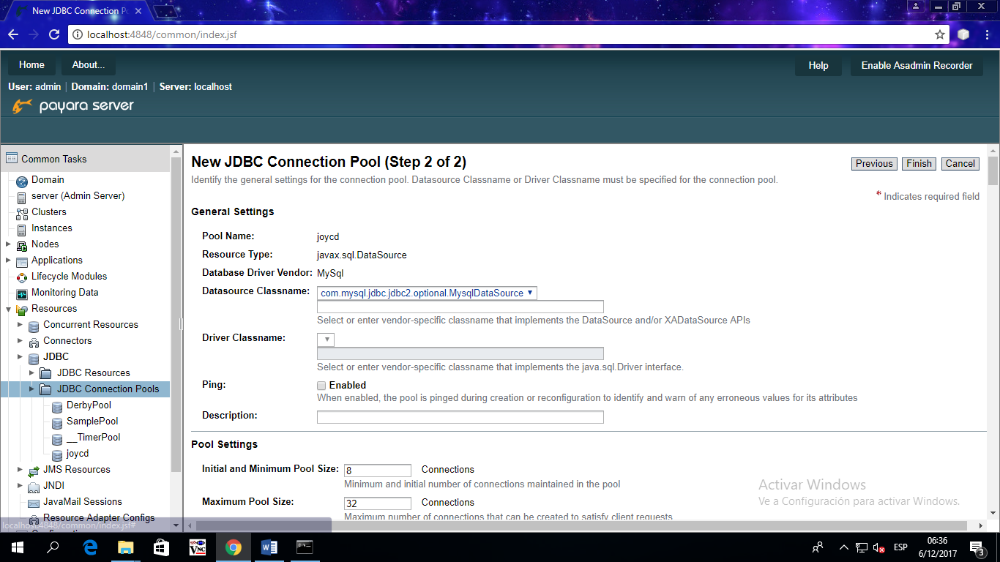 New JDBC Connection Po
localhost:4848/common/index.jsf
Home
About...
Help
Enable Asadmin Recorder
User: admin | Domain: domain1 | Server: localhost
payara server
Common Tasks
Domain
server (Admin Server)
Clusters
Instances
Nodes
Applications
Lifecycle Modules
Monitoring Data
Resources
Concurrent Resources
Connectors
JDBC
JDBC Resources
JDBC Connection Pools
DerbyPool
SamplePool
__TimerPool
joycd
JMS Resources
JNDI
JavaMail Sessions
Resource Adapter Configs
localhost:4848/common/index.jsf#
New JDBC Connection Pool (Step 2 of 2)
Previous
Finish
Cancel
Identify the general settings for the connection pool. Datasource Classname or Driver Classname must be specified for the connection pool.
* Indicates required field
General Settings
Pool Name: joycd
Resource Type: javax.sql.DataSource
Database Driver Vendor: MySql
Datasource Classname: com.mysql.jdbc.jdbc2.optional.MysqlDataSource
Select or enter vendor-specific classname that implements the DataSource and/or XADataSource APIs
Driver Classname:
Select or enter vendor-specific classname that implements the java.sql.Driver interface.
Ping: Enabled
When enabled, the pool is pinged during creation or reconfiguration to identify and warn of any erroneous values for its attributes
Description:
Pool Settings
Initial and Minimum Pool Size: 8 Connections
Minimum and initial number of connections maintained in the pool
Maximum Pool Size: 32 Connections
Maximum number of connections that can be created to satisfy client requests
Activar Windows
Ve a Configuración para activar Windows.
VNC
ESP
06:36
6/12/2017
3